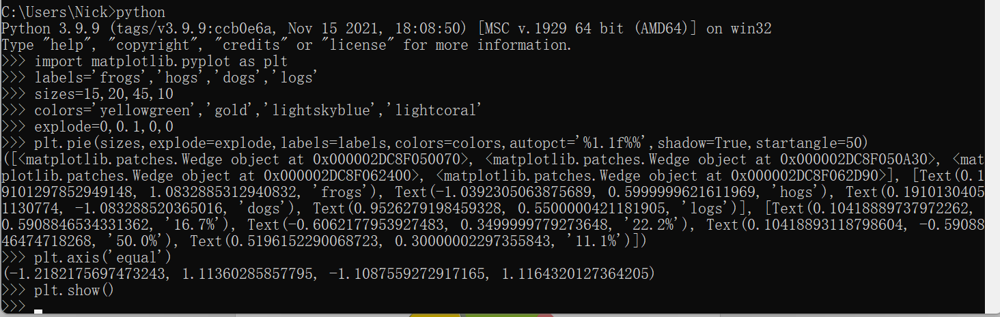 C:\Users\Nick>python
Python 3.9.9 (tags/v3.9.9:ccb0e6a, Nov 15 2021, 18:08:50) [MSC v.1929 64 bit (AMD64)] on win32
Type "help", "copyright", "credits" or "license" for more information.
>>> import matplotlib.pyplot as plt
>>> labels='frogs','hogs','dogs','logs'
>>> sizes=15,20,45,10
>>> colors='yellowgreen','gold','lightskyblue','lightcoral'
>>> explode=0,0.1,0,0
>>> plt.pie(sizes,explode=explode,labels=labels,colors=colors,autopct='%1.1f%%',shadow=True,startangle=50)
([<matplotlib.patches.Wedge object at 0x000002DC8F050070>, <matplotlib.patches.Wedge object at 0x000002DC8F050A30>, <mat
plotlib.patches.Wedge object at 0x000002DC8F062400>, <matplotlib.patches.Wedge object at 0x000002DC8F062D90>], [Text(0.1
9101297852949148, 1.0832885312940832, 'frogs'), Text(-1.0392305063875689, 0.5999999621611969, 'hogs'), Text(0.1910130405
1130774, -1.083288520365016, 'dogs'), Text(0.9526279198459328, 0.5500000421181905, 'logs')], [Text(0.10418889737972262,
0.5908846534331362, '16.7%'), Text(-0.6062177953927483, 0.3499999779273648, '22.2%'), Text(0.10418893118798604, -0.59088
46474718268, '50.0%'), Text(0.5196152290068723, 0.30000002297355843, '11.1%')])
>>> plt.axis('equal')
(-1.2182175697473243, 1.11360285857795, -1.1087559272917165, 1.1164320127364205)
>>> plt.show()
>>>